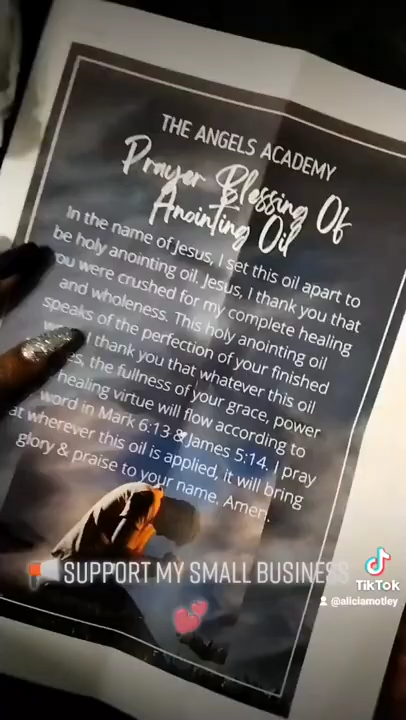 THE ANGELS ACADEMY
Prayer Blessing Of
Anointing Oil
In the name of Jesus, I set this oil apart to
be holy anointing oil. Jesus, I thank you that
you were crushed for my complete healing
and wholeness. This holy anointing oil
speaks of the perfection of your finished
I thank you that whatever this oil
the fullness of your grace, power
healing virtue will flow according to
word in Mark 6:13 & James 5:14. I pray
at wherever this oil is applied, it will bring
glory & praise to your name. Amen.
SUPPORT MY SMALL BUSINESS
TikTok
@aliciamotley